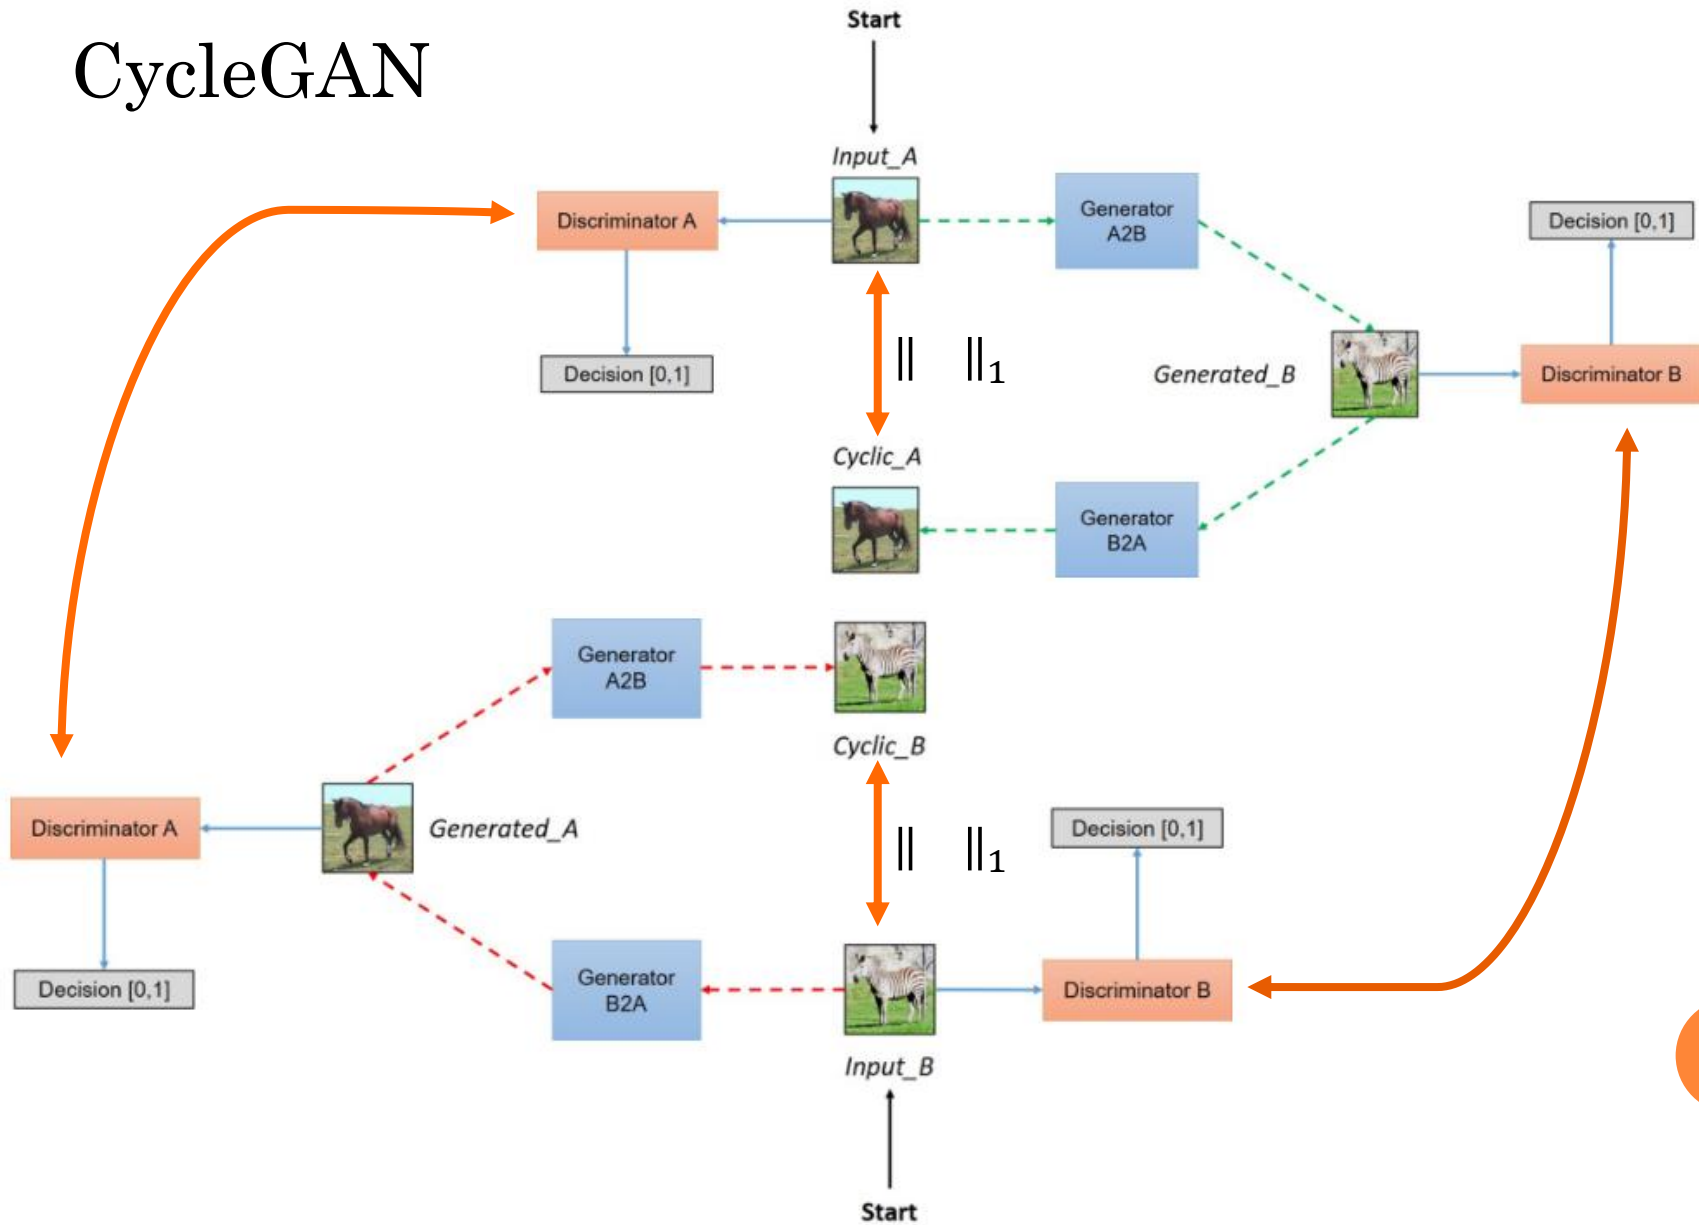 CycleGAN
Start
Input_A
Discriminator A
Generator
A2B
Decision [0,1]
Decision [0,1]
‖ ‖1
Generated_B
Discriminator B
Cyclic_A
Generator
B2A
Generator
A2B
Cyclic_B
Discriminator A
Generated_A
‖ ‖1
Decision [0,1]
Decision [0,1]
Generator
B2A
Discriminator B
Input_B
Start